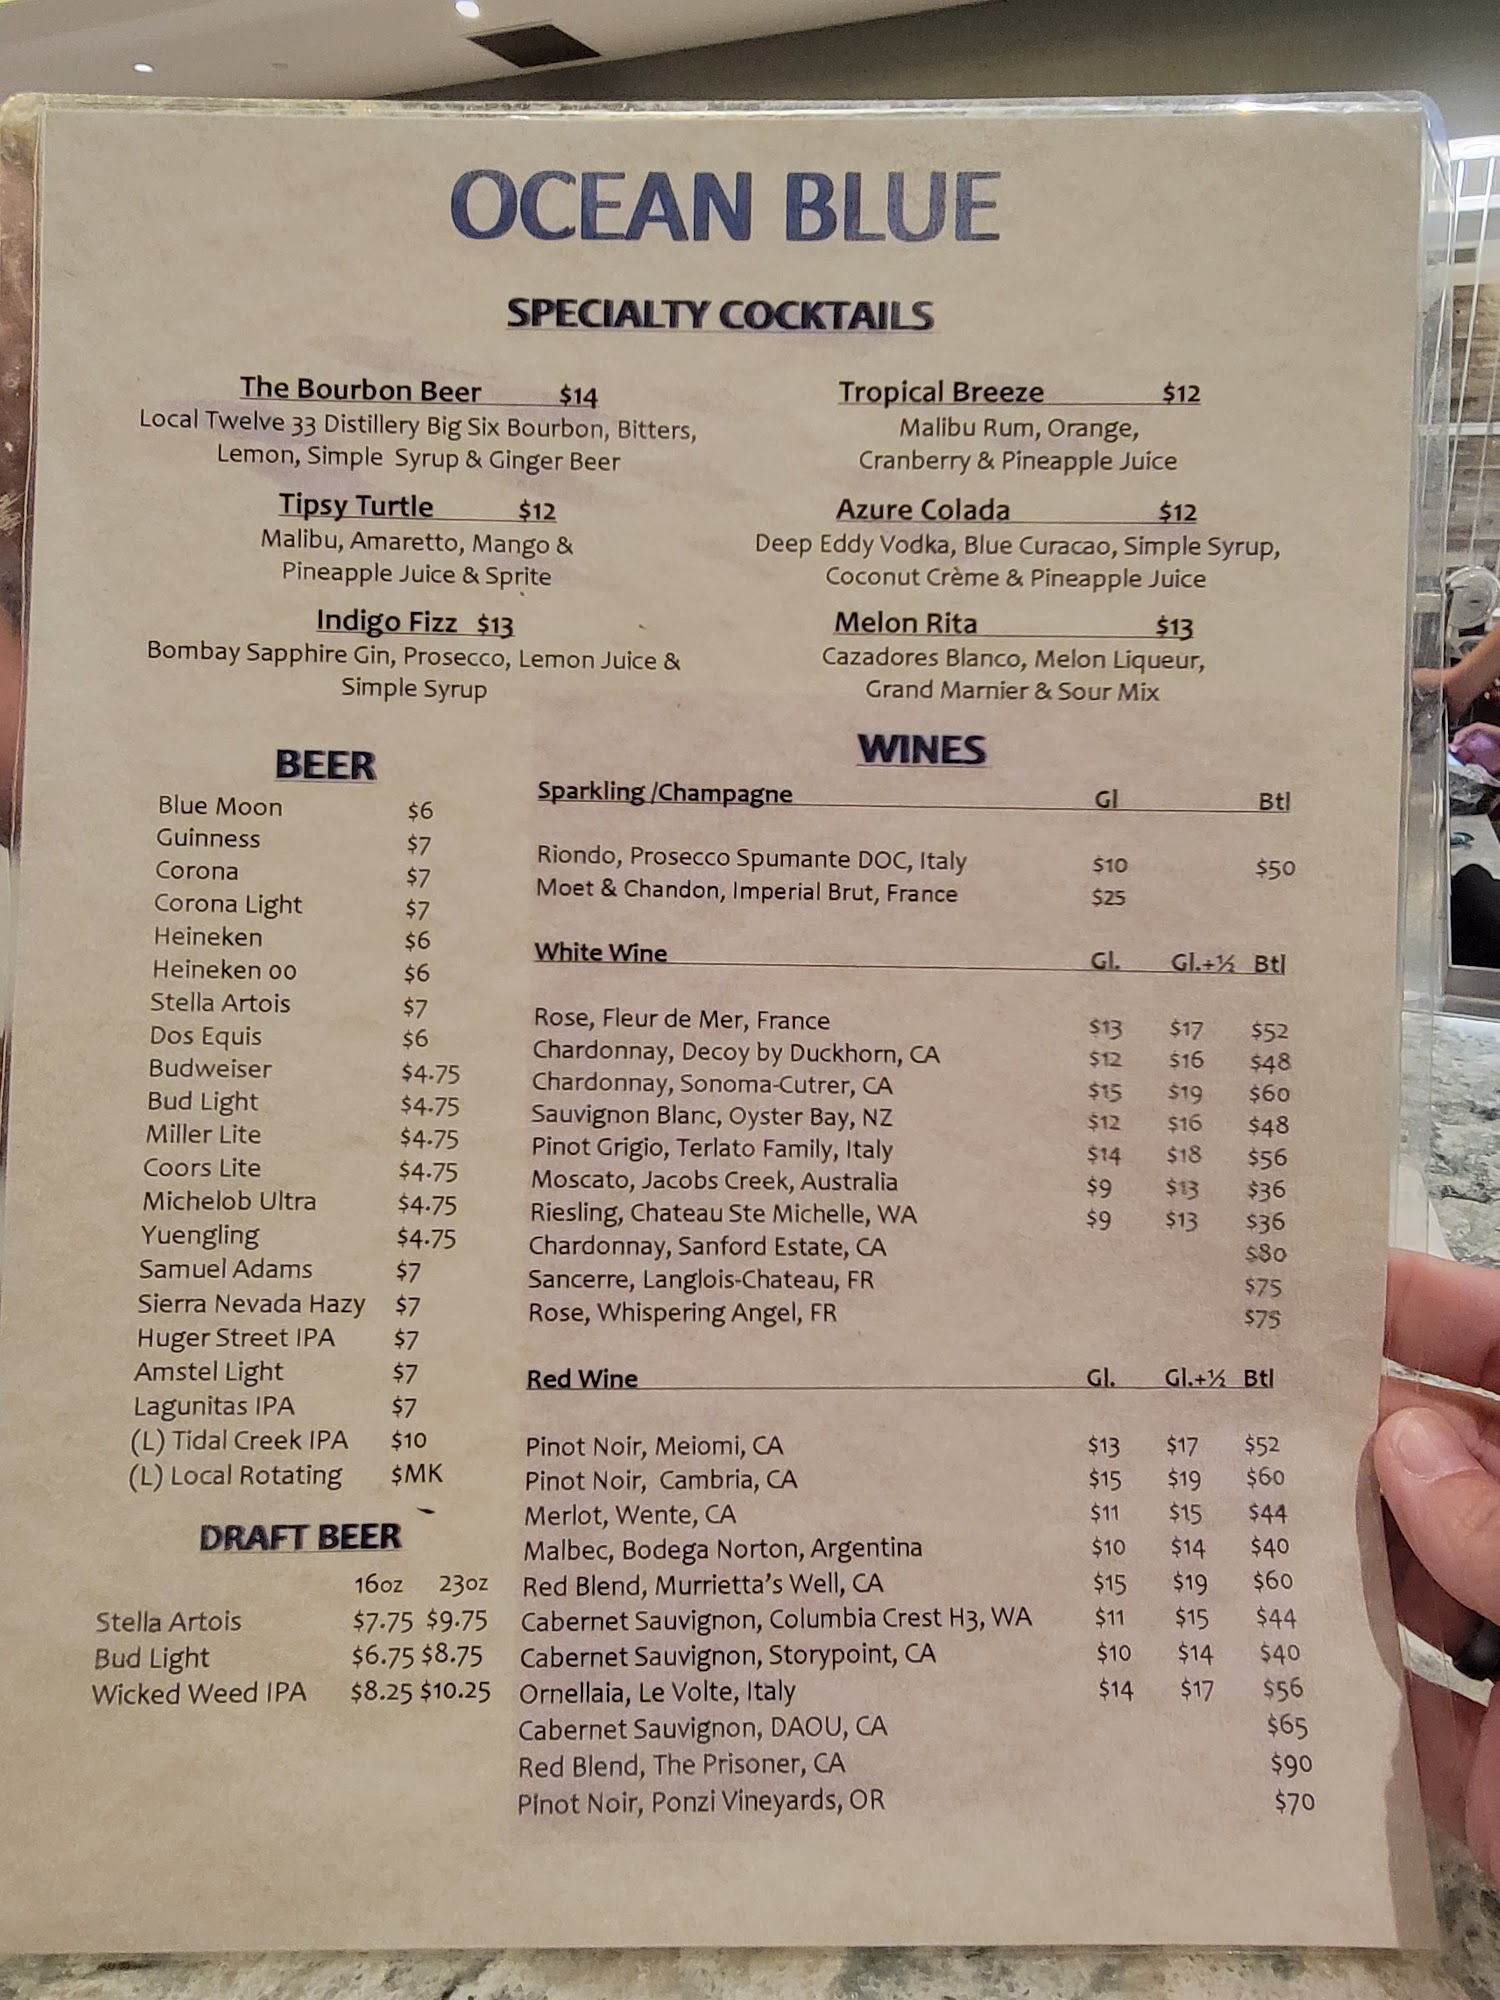 OCEAN BLUE
SPECIALTY COCKTAILS
The Bourbon Beer $14
Local Twelve 33 Distillery Big Six Bourbon, Bitters,
Lemon, Simple Syrup & Ginger Beer
Tipsy Turtle $12
Malibu, Amaretto, Mango &
Pineapple Juice & Sprite
Indigo Fizz $13
Bombay Sapphire Gin, Prosecco, Lemon Juice &
Simple Syrup
Tropical Breeze $12
Malibu Rum, Orange,
Cranberry & Pineapple Juice
Azure Colada $12
Deep Eddy Vodka, Blue Curacao, Simple Syrup,
Coconut Crème & Pineapple Juice
Melon Rita $13
Cazadores Blanco, Melon Liqueur,
Grand Marnier & Sour Mix
BEER
Blue Moon $6
Guinness $7
Corona $7
Corona Light $7
Heineken $6
Heineken 00 $6
Stella Artois $7
Dos Equis $6
Budweiser $4.75
Bud Light $4.75
Miller Lite $4.75
Coors Lite $4.75
Michelob Ultra $4.75
Yuengling $4.75
Samuel Adams $7
Sierra Nevada Hazy $7
Huger Street IPA $7
Amstel Light $7
Lagunitas IPA $7
(L) Tidal Creek IPA $10
(L) Local Rotating $MK
DRAFT BEER
16oz 23oz
Stella Artois $7.75 $9.75
Bud Light $6.75 $8.75
Wicked Weed IPA $8.25 $10.25
WINES
Sparkling /Champagne Gl Btl
Riondo, Prosecco Spumante DOC, Italy $10 $50
Moet & Chandon, Imperial Brut, France $25
White Wine Gl. Gl.+½ Btl
Rose, Fleur de Mer, France $13 $17 $52
Chardonnay, Decoy by Duckhorn, CA $12 $16 $48
Chardonnay, Sonoma-Cutrer, CA $15 $19 $60
Sauvignon Blanc, Oyster Bay, NZ $12 $16 $48
Pinot Grigio, Terlato Family, Italy $14 $18 $56
Moscato, Jacobs Creek, Australia $9 $13 $36
Riesling, Chateau Ste Michelle, WA $9 $13 $36
Chardonnay, Sanford Estate, CA $80
Sancerre, Langlois-Chateau, FR $75
Rose, Whispering Angel, FR $75
Red Wine Gl. Gl.+½ Btl
Pinot Noir, Meiomi, CA $13 $17 $52
Pinot Noir, Cambria, CA $15 $19 $60
Merlot, Wente, CA $11 $15 $44
Malbec, Bodega Norton, Argentina $10 $14 $40
Red Blend, Murrietta's Well, CA $15 $19 $60
Cabernet Sauvignon, Columbia Crest H3, WA $11 $15 $44
Cabernet Sauvignon, Storypoint, CA $10 $14 $40
Ornellaia, Le Volte, Italy $14 $17 $56
Cabernet Sauvignon, DAOU, CA $65
Red Blend, The Prisoner, CA $90
Pinot Noir, Ponzi Vineyards, OR $70